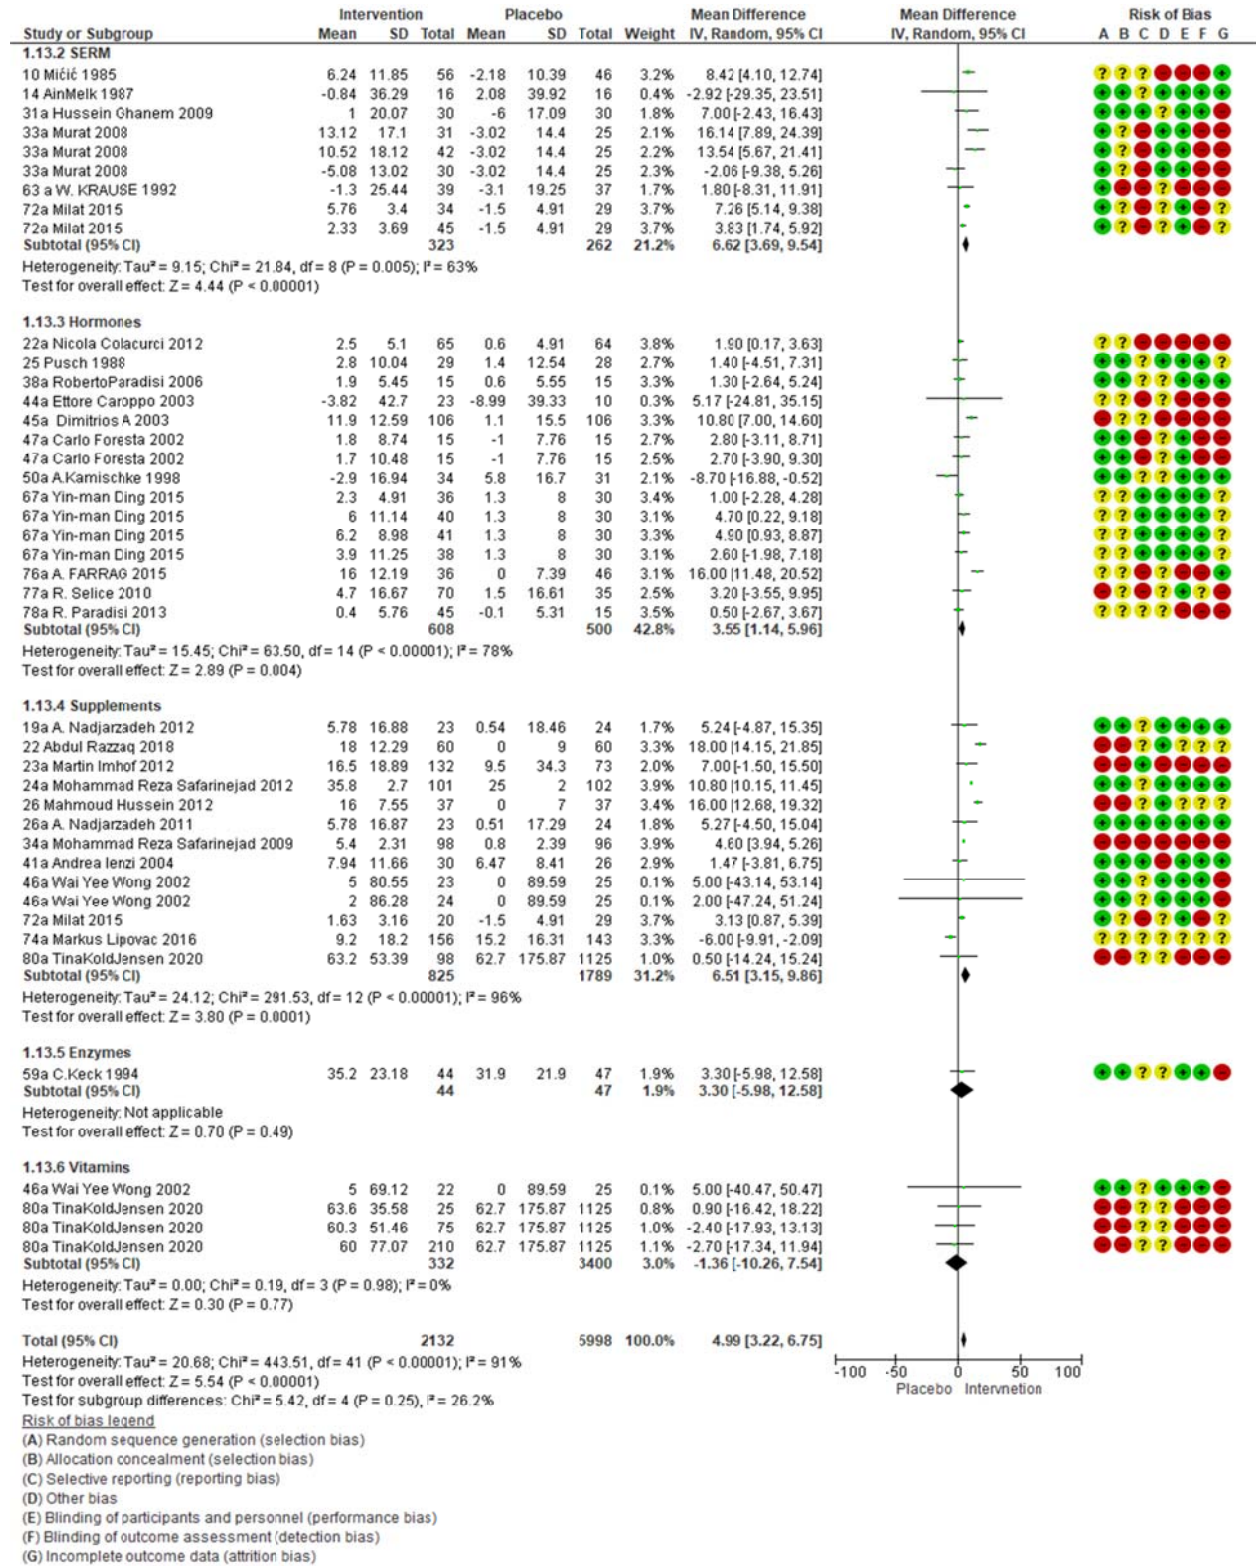 Intervention Placebo Mean Difference Mean Difference Risk of Bias
Study or Subgroup Mean SD Total Mean SD Total Weight IV, Random, 95% CI IV, Random, 95% CI A B C D E F G
1.13.2 SERM
10 Mićić 1985 6.24 11.85 56 -2.18 10.39 46 3.2% 8.42 [4.10, 12.74] ? ? ? - - - +
14 AinMelk 1987 -0.84 36.29 16 2.08 39.92 16 0.4% -2.92 [-29.35, 23.51] + + ? + + + +
31a Hussein Ghanem 2009 1 20.07 30 -6 17.09 30 1.8% 7.00 [-2.43, 16.43] + + + ? + + -
33a Murat 2008 13.12 17.1 31 -3.02 14.4 25 2.1% 16.14 [7.89, 24.39] + ? - + + - -
33a Murat 2008 10.52 18.12 42 -3.02 14.4 25 2.2% 13.54 [5.67, 21.41] + ? - + + - -
33a Murat 2008 -5.08 13.02 30 -3.02 14.4 25 2.4% -2.06 [-9.38, 5.26] + ? - + + - -
63 a W. KRAUSE 1992 -1.3 25.44 39 -3.1 19.25 37 1.7% 1.80 [-8.31, 11.91] + - - ? - - -
72a Milat 2015 5.76 3.4 34 -1.5 4.91 29 3.7% 7.26 [5.14, 9.38] + ? - ? + - ?
72a Milat 2015 2.33 3.69 45 -1.5 4.91 29 3.7% 3.83 [1.74, 5.92] + ? - ? + - ?
Subtotal (95% CI) 323 262 21.2% 6.62 [3.69, 9.54]
Heterogeneity: Tau² = 9.15; Chi² = 21.84, df = 8 (P = 0.005); I² = 63%
Test for overall effect: Z = 4.44 (P < 0.00001)
1.13.3 Hormones
22a Nicola Colacurci 2012 2.5 5.1 65 0.6 4.91 64 3.8% 1.90 [0.17, 3.63] ? ? - - - - -
25 Pusch 1988 2.8 10.04 29 1.4 12.54 28 2.7% 1.40 [-4.51, 7.31] + + ? + + + ?
38a RobertoParadisi 2006 1.9 5.45 15 0.6 5.55 15 3.3% 1.30 [-2.64, 5.24] + + ? ? + + +
44a Ettore Caroppo 2003 -3.82 42.7 23 -8.99 39.33 10 0.3% 5.17 [-24.81, 35.15] ? ? - ? - - ?
45a Dimitrios A 2003 11.9 12.59 106 1.1 15.5 106 3.3% 10.80 [7.00, 14.60] - ? ? - - - -
47a Carlo Foresta 2002 1.8 8.74 15 -1 7.76 15 2.7% 2.80 [-3.11, 8.71] + + - ? + - -
47a Carlo Foresta 2002 1.7 10.48 15 -1 7.76 15 2.5% 2.70 [-3.90, 9.30] + + - ? + - -
50a A.Kamischke 1998 -2.9 16.94 34 5.8 16.7 31 2.1% -8.70 [-16.88, -0.52] + + ? ? + + +
67a Yin-man Ding 2015 2.3 4.91 36 1.3 8 30 3.4% 1.00 [-2.28, 4.28] ? ? + + + + ?
67a Yin-man Ding 2015 6 11.14 40 1.3 8 30 3.1% 4.70 [0.22, 9.18] ? ? + + + + ?
67a Yin-man Ding 2015 6.2 8.98 41 1.3 8 30 3.2% 4.90 [0.93, 8.87] ? ? + + + + ?
67a Yin-man Ding 2015 3.9 11.25 38 1.3 8 30 3.1% 2.60 [-1.98, 7.18] ? ? + + + + ?
76a A. FARRAG 2015 16 12.19 36 0 7.39 46 3.1% 16.00 [11.48, 20.52] ? ? - ? - - +
77a R. Selice 2010 4.7 16.67 70 1.5 16.61 35 2.5% 3.20 [-3.55, 9.95] - ? - ? + ? -
78a R. Paradisi 2013 0.4 5.76 45 -0.1 5.31 15 3.5% 0.50 [-2.67, 3.67] ? ? ? ? - - -
Subtotal (95% CI) 608 500 42.8% 3.55 [1.14, 5.96]
Heterogeneity: Tau² = 15.45; Chi² = 63.50, df = 14 (P < 0.00001); I² = 78%
Test for overall effect: Z = 2.89 (P = 0.004)
1.13.4 Supplements
19a A. Nadjarzadeh 2012 5.78 16.88 23 0.54 18.46 24 1.7% 5.24 [-4.87, 15.35] + + ? + + + +
22 Abdul Razzaq 2018 18 12.29 60 0 9 60 3.3% 18.00 [14.15, 21.85] - - ? + ? ? ?
23a Martin Imhof 2012 16.5 18.89 132 9.5 34.3 73 2.0% 7.00 [-1.50, 15.50] - - + - - - -
24a Mohammad Reza Safarinejad 2012 35.8 2.7 101 25 2 102 3.9% 10.80 [10.15, 11.45] + + ? + + + +
26 Mahmoud Hussein 2012 16 7.55 37 0 7 37 3.4% 16.00 [12.68, 19.32] - - ? + ? ? ?
26a A. Nadjarzadeh 2011 5.78 16.87 23 0.51 17.29 24 1.8% 5.27 [-4.50, 15.04] + + + + + + +
34a Mohammad Reza Safarinejad 2009 5.4 2.31 98 0.8 2.39 96 3.9% 4.60 [3.94, 5.26] - - - - - - -
41a Andrea lenzi 2004 7.94 11.66 30 6.47 8.41 26 2.9% 1.47 [-3.81, 6.75] + + + - + + +
46a Wai Yee Wong 2002 5 80.55 23 0 89.59 25 0.1% 5.00 [-43.14, 53.14] + + ? + + + -
46a Wai Yee Wong 2002 2 86.28 24 0 89.59 25 0.1% 2.00 [-47.24, 51.24] + + ? + + + -
72a Milat 2015 1.63 3.16 20 -1.5 4.91 29 3.7% 3.13 [0.87, 5.39] + ? - ? + - ?
74a Markus Lipovac 2016 9.2 18.2 156 15.2 16.31 143 3.3% -6.00 [-9.91, -2.09] ? ? ? ? ? ? ?
80a TinaKoldJensen 2020 63.2 53.39 98 62.7 175.87 1125 1.0% 0.50 [-14.24, 15.24] - - ? ? - - -
Subtotal (95% CI) 825 1789 31.2% 6.51 [3.15, 9.86]
Heterogeneity: Tau² = 24.12; Chi² = 291.53, df = 12 (P < 0.00001); I² = 96%
Test for overall effect: Z = 3.80 (P = 0.0001)
1.13.5 Enzymes
59a C.Keck 1994 35.2 23.18 44 31.9 21.9 47 1.9% 3.30 [-5.98, 12.58] + + ? ? + + -
Subtotal (95% CI) 44 47 1.9% 3.30 [-5.98, 12.58]
Heterogeneity: Not applicable
Test for overall effect: Z = 0.70 (P = 0.49)
1.13.6 Vitamins
46a Wai Yee Wong 2002 5 69.12 22 0 89.59 25 0.1% 5.00 [-40.47, 50.47] + + ? + + + -
80a TinaKoldJensen 2020 63.6 35.58 25 62.7 175.87 1125 0.8% 0.90 [-16.42, 18.22] - - ? ? - - -
80a TinaKoldJensen 2020 60.3 51.46 75 62.7 175.87 1125 1.0% -2.40 [-17.93, 13.13] - - ? ? - - -
80a TinaKoldJensen 2020 60 77.07 210 62.7 175.87 1125 1.1% -2.70 [-17.34, 11.94] - - ? ? - - -
Subtotal (95% CI) 332 3400 3.0% -1.36 [-10.26, 7.54]
Heterogeneity: Tau² = 0.00; Chi² = 0.19, df = 3 (P = 0.98); I² = 0%
Test for overall effect: Z = 0.30 (P = 0.77)
Total (95% CI) 2132 5998 100.0% 4.99 [3.22, 6.75]
Heterogeneity: Tau² = 20.68; Chi² = 443.51, df = 41 (P < 0.00001); I² = 91%
Test for overall effect: Z = 5.54 (P < 0.00001)
Test for subgroup differences: Chi² = 5.42, df = 4 (P = 0.25), I² = 26.2%
-100 -50 0 50 100
Placebo Intervnetion
Risk of bias legend
(A) Random sequence generation (selection bias)
(B) Allocation concealment (selection bias)
(C) Selective reporting (reporting bias)
(D) Other bias
(E) Blinding of participants and personnel (performance bias)
(F) Blinding of outcome assessment (detection bias)
(G) Incomplete outcome data (attrition bias)